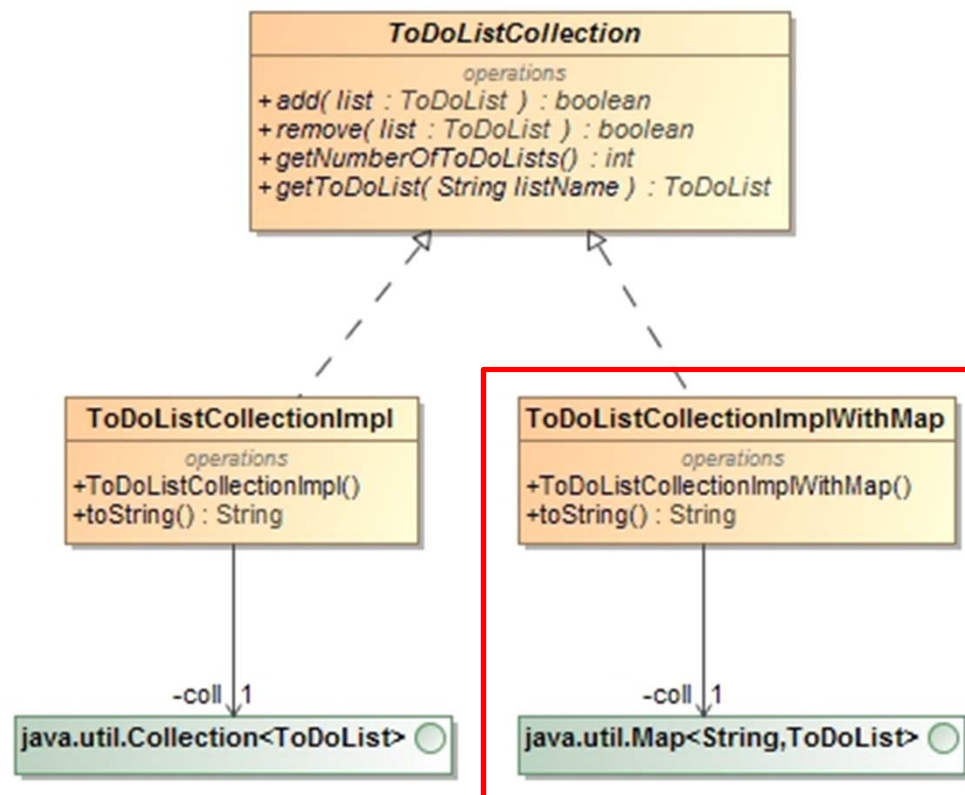 ToDoListCollection
operations
+ add( list : ToDoList ) : boolean
+ remove( list : ToDoList ) : boolean
+ getNumberOfToDoLists() : int
+ getToDoList( String listName ) : ToDoList
ToDoListCollectionImpl
operations
+ToDoListCollectionImpl()
+toString() : String
-coll 1
java.util.Collection<ToDoList>
ToDoListCollectionImplWithMap
operations
+ToDoListCollectionImplWithMap()
+toString() : String
-coll 1
java.util.Map<String,ToDoList>